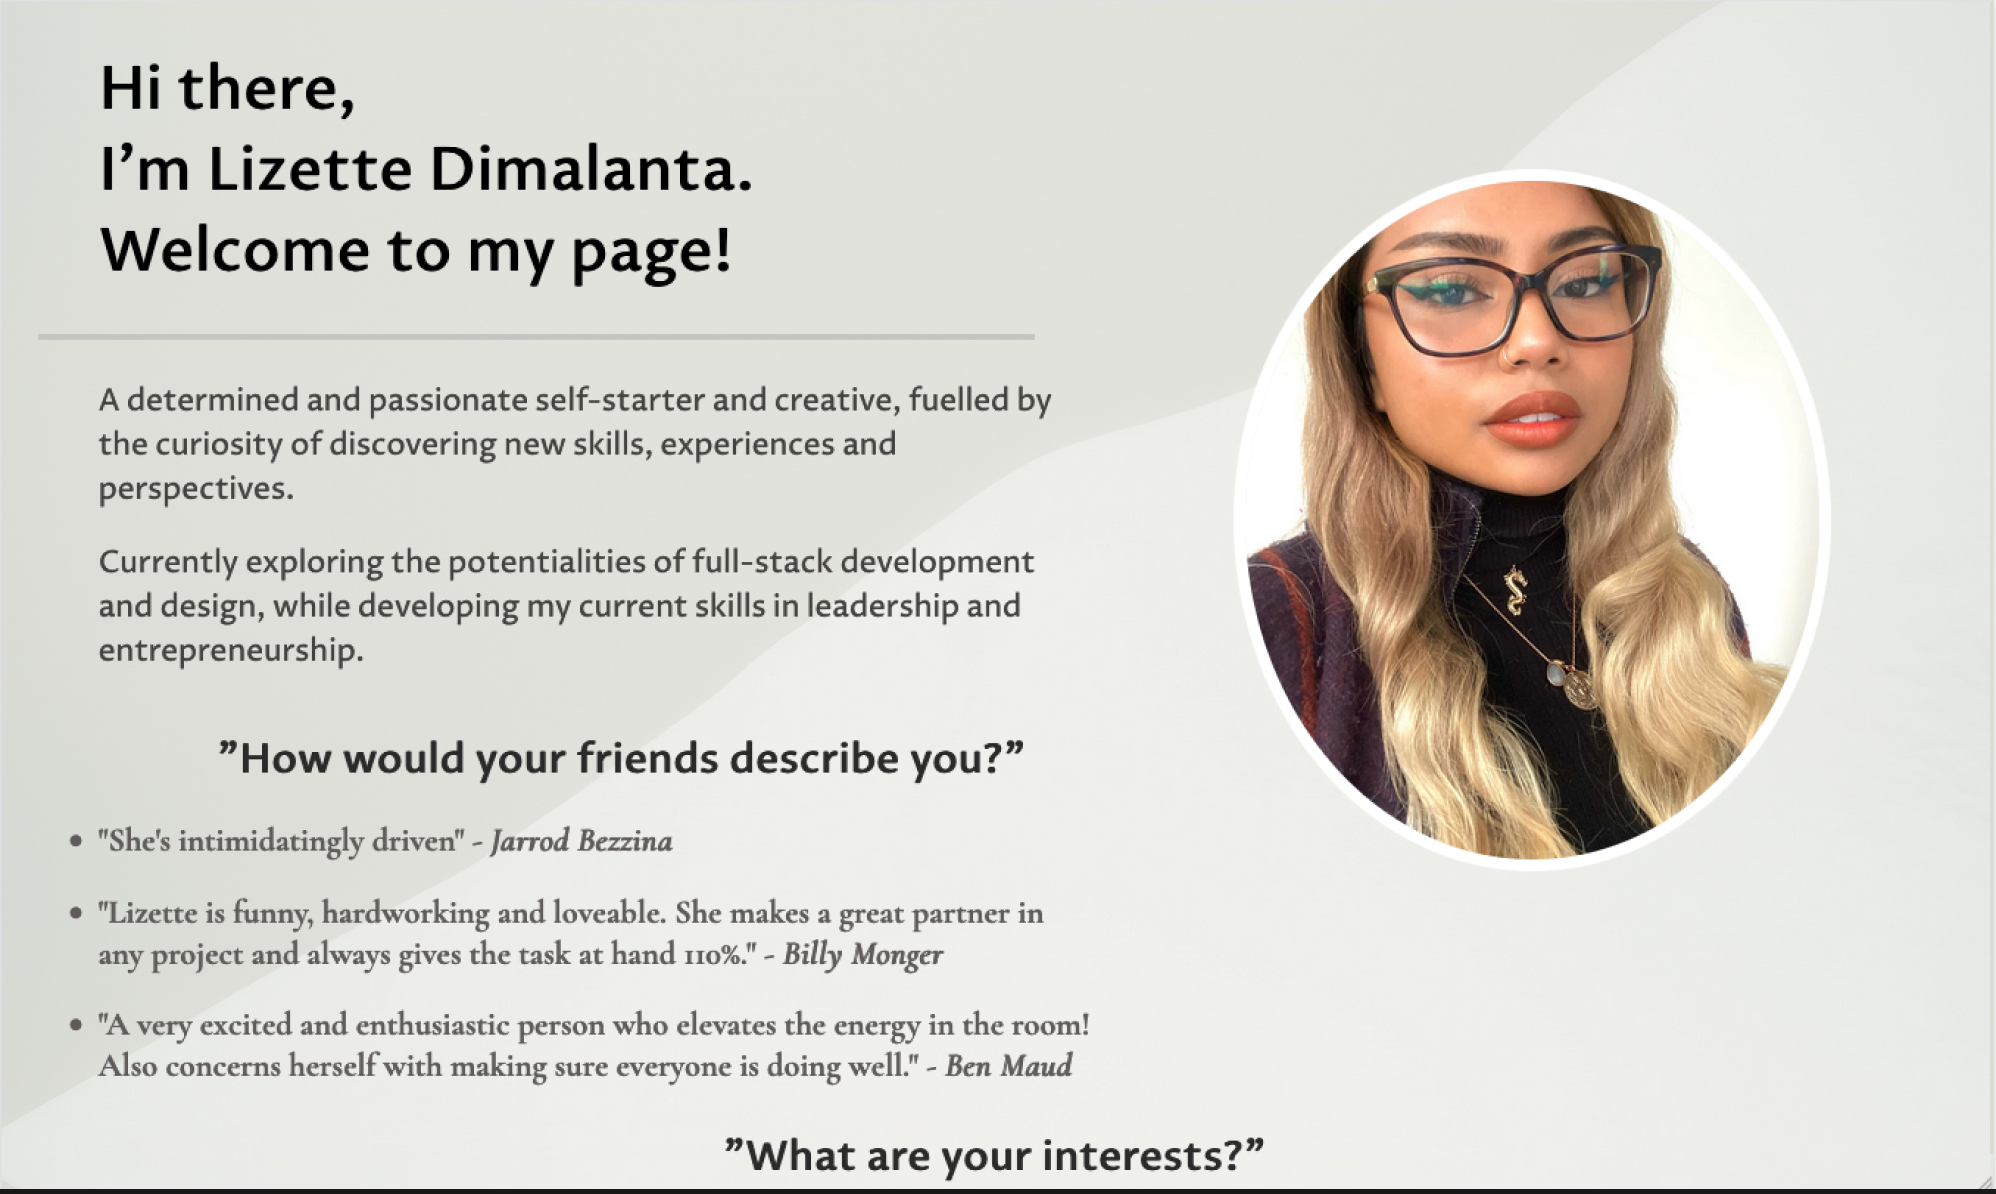 Hi there,
I’m Lizette Dimalanta.
Welcome to my page!
A determined and passionate self-starter and creative, fuelled by
the curiosity of discovering new skills, experiences and
perspectives.
Currently exploring the potentialities of full-stack development
and design, while developing my current skills in leadership and
entrepreneurship.
”How would your friends describe you?”
• "She's intimidatingly driven" - Jarrod Bezzina
• "Lizette is funny, hardworking and loveable. She makes a great partner in
any project and always gives the task at hand 110%." - Billy Monger
• "A very excited and enthusiastic person who elevates the energy in the room!
Also concerns herself with making sure everyone is doing well." - Ben Maud
”What are your interests?”